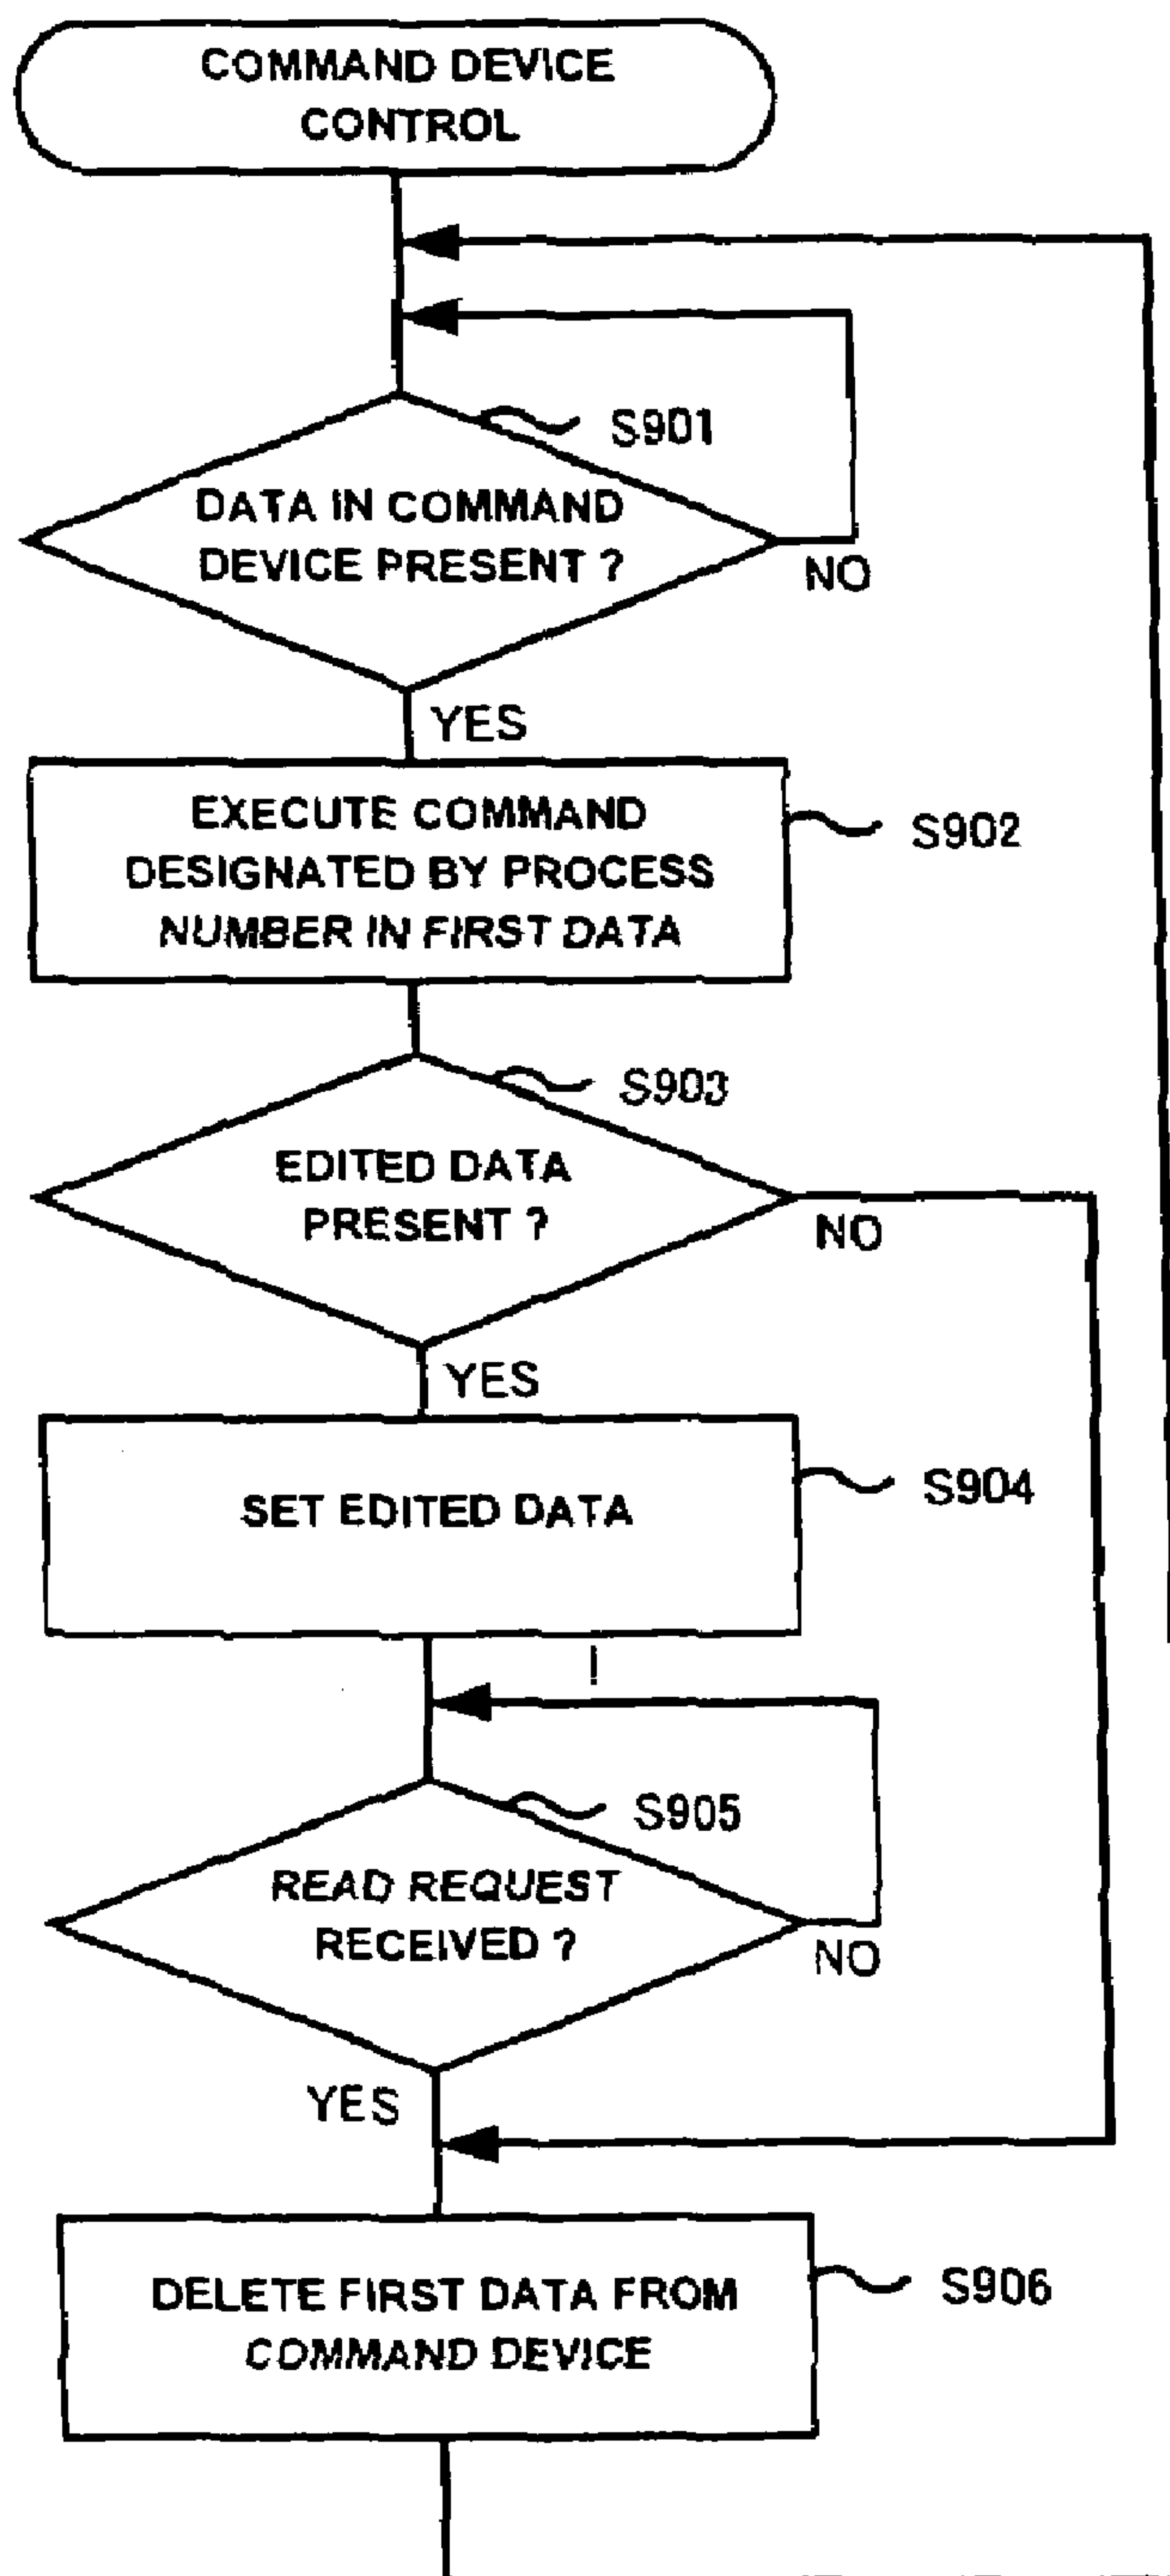 COMMAND DEVICE
CONTROL
S901
DATA IN COMMAND
DEVICE PRESENT ?
NO
YES
EXECUTE COMMAND
DESIGNATED BY PROCESS
NUMBER IN FIRST DATA
S902
S903
EDITED DATA
PRESENT ?
NO
YES
SET EDITED DATA
S904
S905
READ REQUEST
RECEIVED ?
NO
YES
DELETE FIRST DATA FROM
COMMAND DEVICE
S906